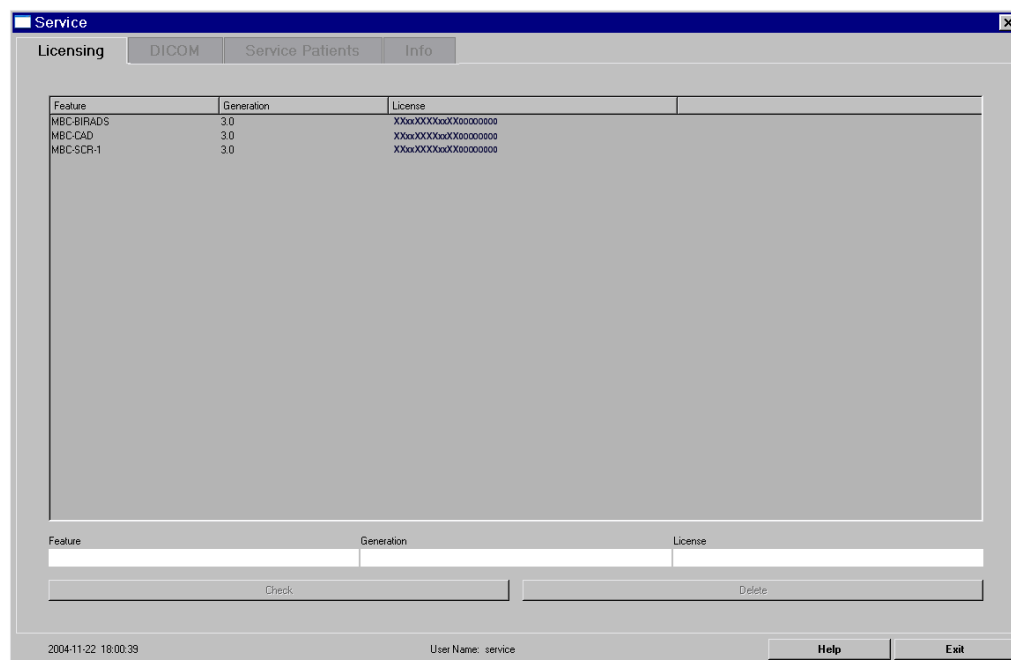 Service
Licensing DICOM Service Patients Info
Feature Generation License
MBC-BIRADS 3.0 XXxxXXXXxxXX00000000
MBC-CAD 3.0 XXxxXXXXxxXX00000000
MBC-SCR-1 3.0 XXxxXXXXxxXX00000000
Feature Generation License
Check Delete
2004-11-22 18:00:39 User Name: service Help Exit